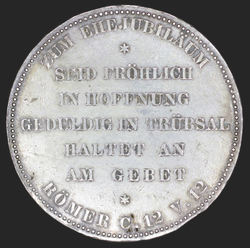 ZUM EHEJUBILÄUM
*
SEID FRÖHLICH
IN HOFFNUNG
GEDULDIG IN TRÜBSAL
HALTET AN
AM GEBET
*
RÖMER C. 12 V. 12